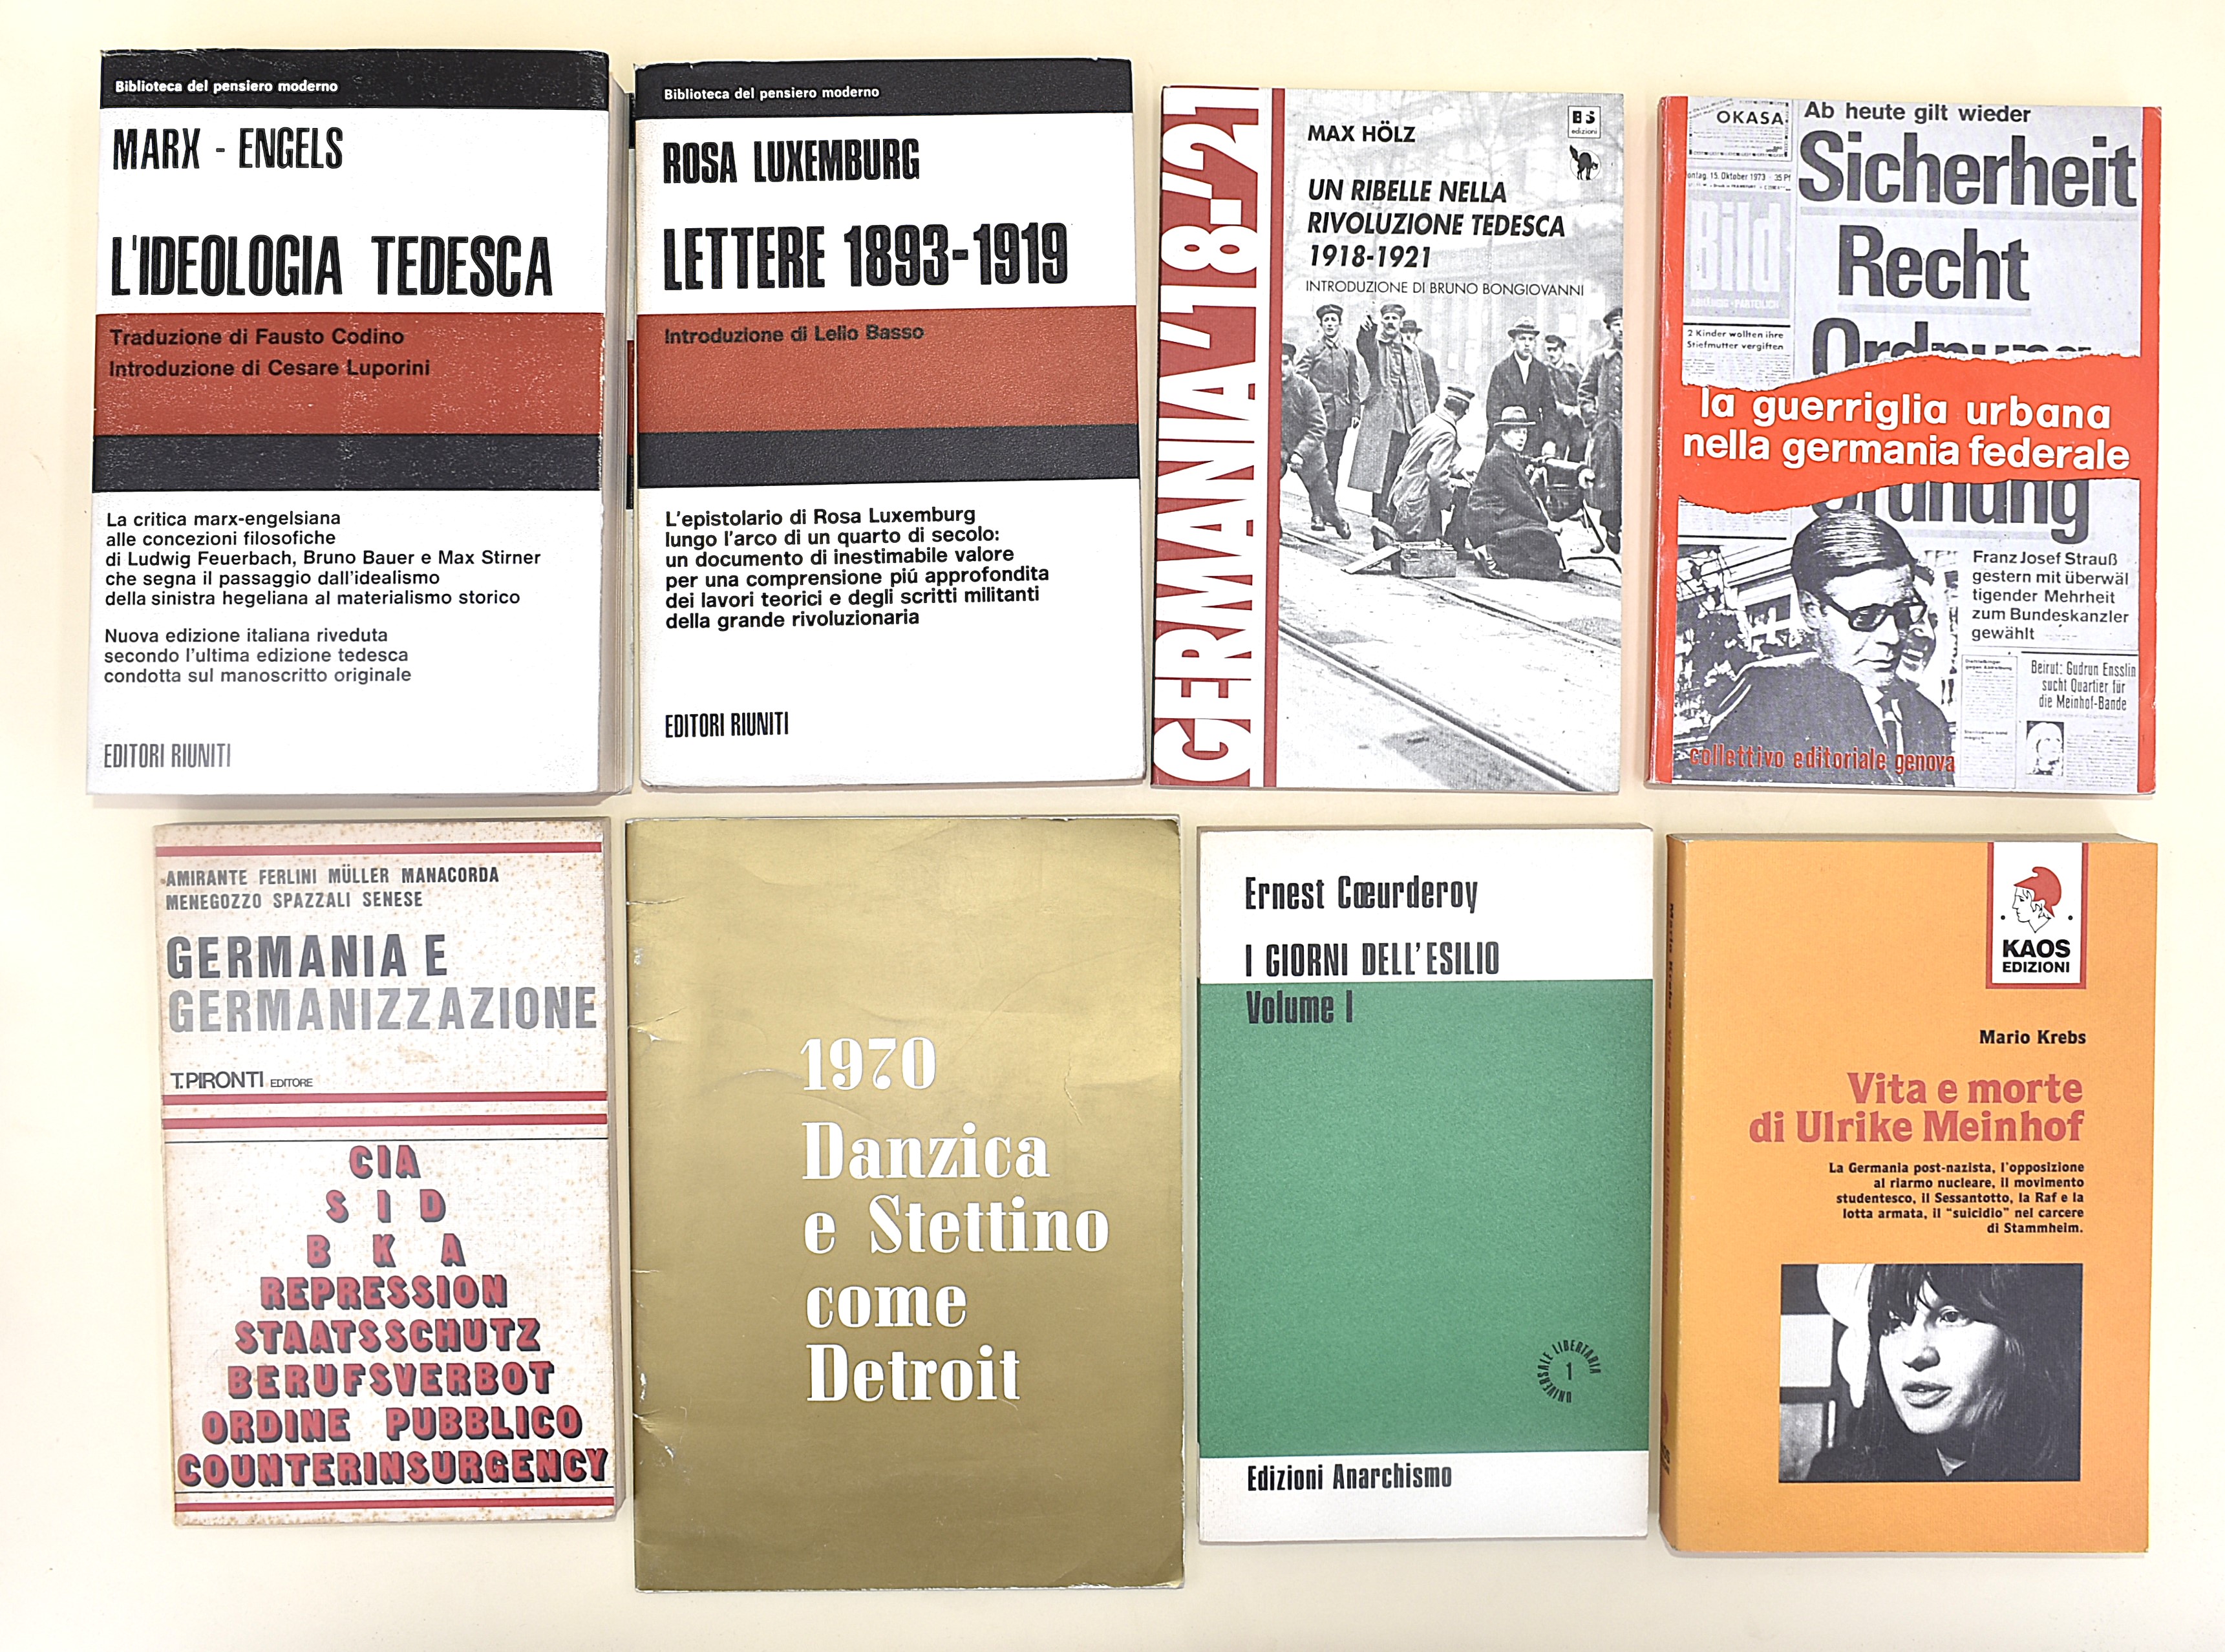 Biblioteca del pensiero moderno
MARX - ENGELS
L'IDEOLOGIA TEDESCA
Traduzione di Fausto Codino
Introduzione di Cesare Luporini
La critica marx-engelsiana
alle concezioni filosofiche
di Ludwig Feuerbach, Bruno Bauer e Max Stirner
che segna il passaggio dall'idealismo
della sinistra hegeliana al materialismo storico
Nuova edizione italiana riveduta
secondo l'ultima edizione tedesca
condotta sul manoscritto originale
EDITORI RIUNITI
Biblioteca del pensiero moderno
ROSA LUXEMBURG
LETTERE 1893-1919
Introduzione di Lelio Basso
L'epistolario di Rosa Luxemburg
lungo l'arco di un quarto di secolo:
un documento di inestimabile valore
per una comprensione piú approfondita
dei lavori teorici e degli scritti militanti
della grande rivoluzionaria
EDITORI RIUNITI
GERMANIA '18-'21
MAX HÖLZ
BS
edizioni
UN RIBELLE NELLA
RIVOLUZIONE TEDESCA
1918-1921
INTRODUZIONE DI BRUNO BONGIOVANNI
OKASA
Ab heute gilt wieder
Sicherheit
ontag, 15. Oktober 1973 - 35 Pf
Bild
Recht
2 Kinder wollten ihre
Stiefmutter vergiften
Ordnung
la guerriglia urbana
nella germania federale
Ordnung
Franz Josef Strauß
gestern mit überwäl
tigender Mehrheit
zum Bundeskanzler
gewählt
Beirut: Gudrun Ensslin
sucht Quartier für
die Meinhof-Bande
collettivo editoriale genova
AMIRANTE FERLINI MÜLLER MANACORDA
MENEGOZZO SPAZZALI SENESE
GERMANIA E
GERMANIZZAZIONE
T. PIRONTI EDITORE
CIA
SID
BKA
REPRESSION
STAATSSCHUTZ
BERUFSVERBOT
ORDINE PUBBLICO
COUNTERINSURGENCY
1970
Danzica
e Stettino
come
Detroit
Ernest Cœurderoy
I GIORNI DELL'ESILIO
Volume I
UNIVERSALE LIBERTARIA
1
Edizioni Anarchismo
KAOS
EDIZIONI
Mario Krebs
Vita e morte
di Ulrike Meinhof
La Germania post-nazista, l'opposizione
al riarmo nucleare, il movimento
studentesco, il Sessantotto, la Raf e la
lotta armata, il "suicidio" nel carcere
di Stammheim.